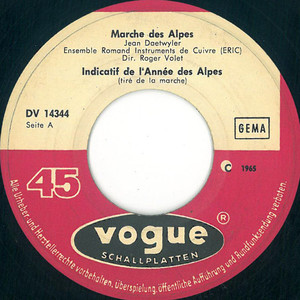 Marche des Alpes
Jean Daetwyler
Ensemble Romand Instruments de Cuivre (ERIC)
Dir. Roger Volet
Indicatif de l'Année des Alpes
(tiré de la marche)
DV 14344
Seite A
GEMA
45
C 1965
vogue®
SCHALLPLATTEN
Alle Urheber- und Herstellerrechte vorbehalten. Überspielung, öffentliche Aufführung und Rundfunksendung verboten.